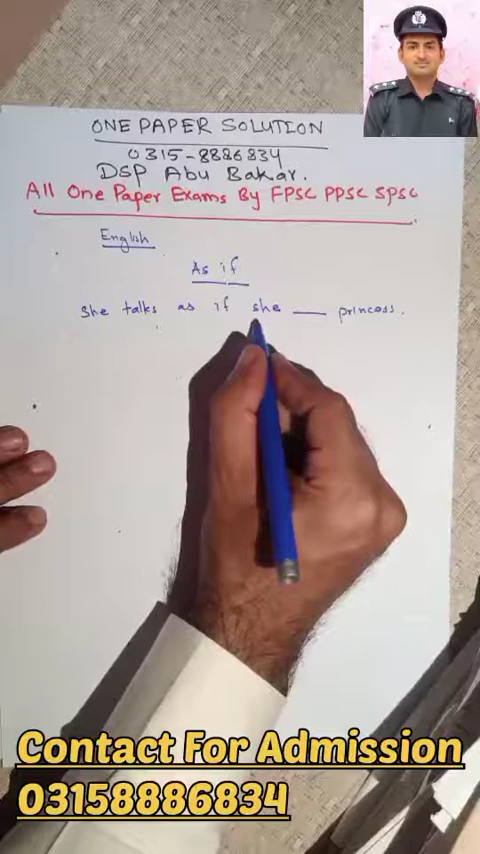 ONE PAPER SOLUTION
0315-8886834
DSP Abu Bakar.
All One Paper Exams By FPSC PPSC SPSC
English
As if
She talks as if she ___ princess.
Contact For Admission
03158886834